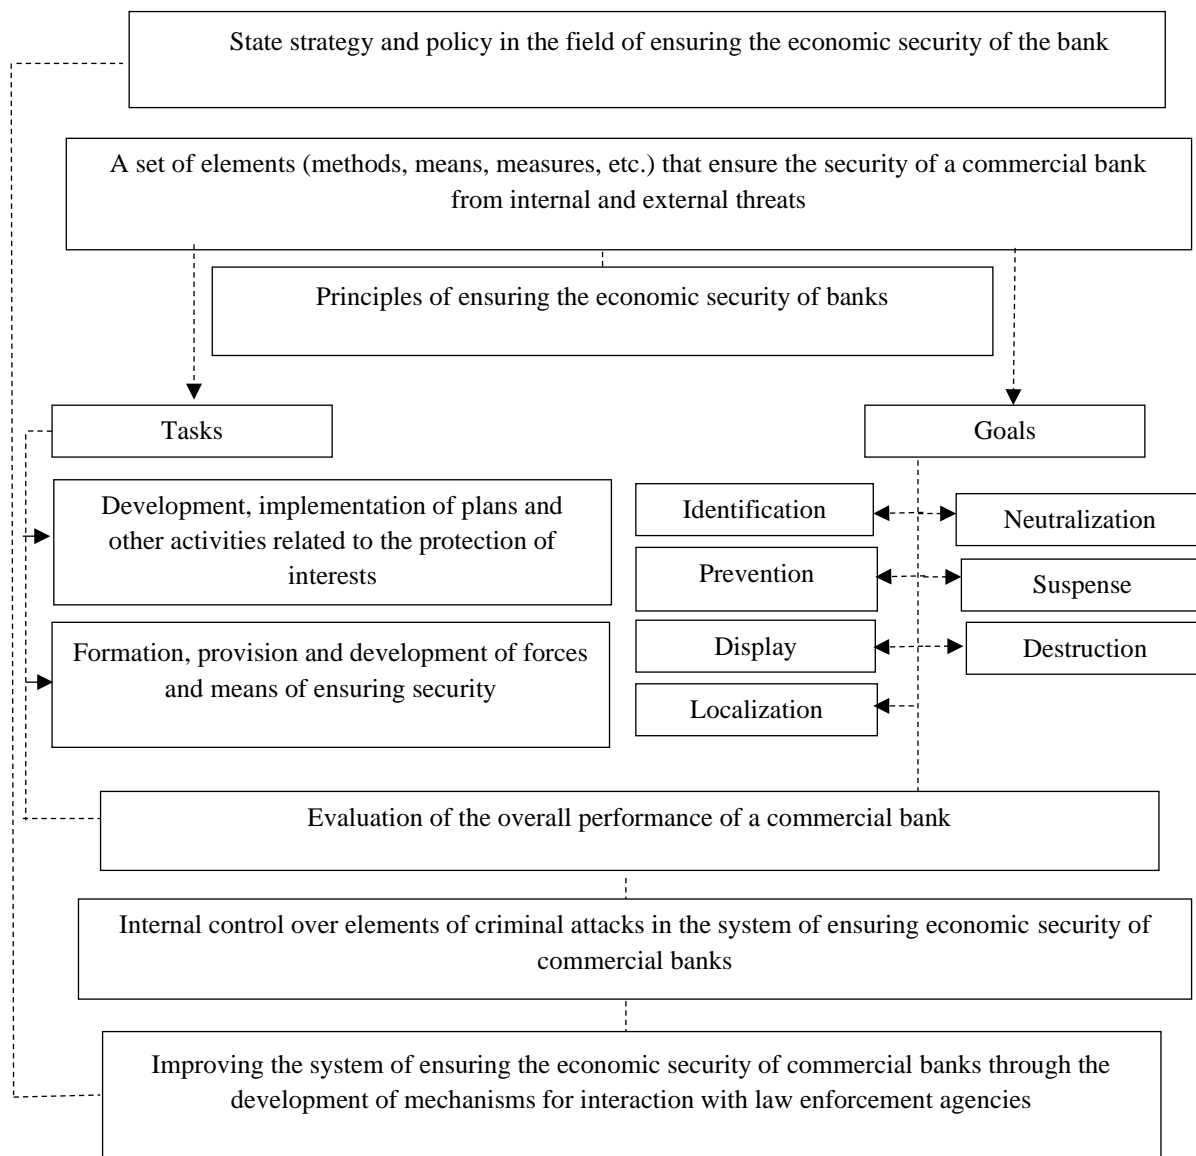 State strategy and policy in the field of ensuring the economic security of the bank
A set of elements (methods, means, measures, etc.) that ensure the security of a commercial bank
from internal and external threats
Principles of ensuring the economic security of banks
Tasks
Goals
Development, implementation of plans and
other activities related to the protection of
interests
Formation, provision and development of forces
and means of ensuring security
Identification
Neutralization
Prevention
Suspense
Display
Destruction
Localization
Evaluation of the overall performance of a commercial bank
Internal control over elements of criminal attacks in the system of ensuring economic security of
commercial banks
Improving the system of ensuring the economic security of commercial banks through the
development of mechanisms for interaction with law enforcement agencies